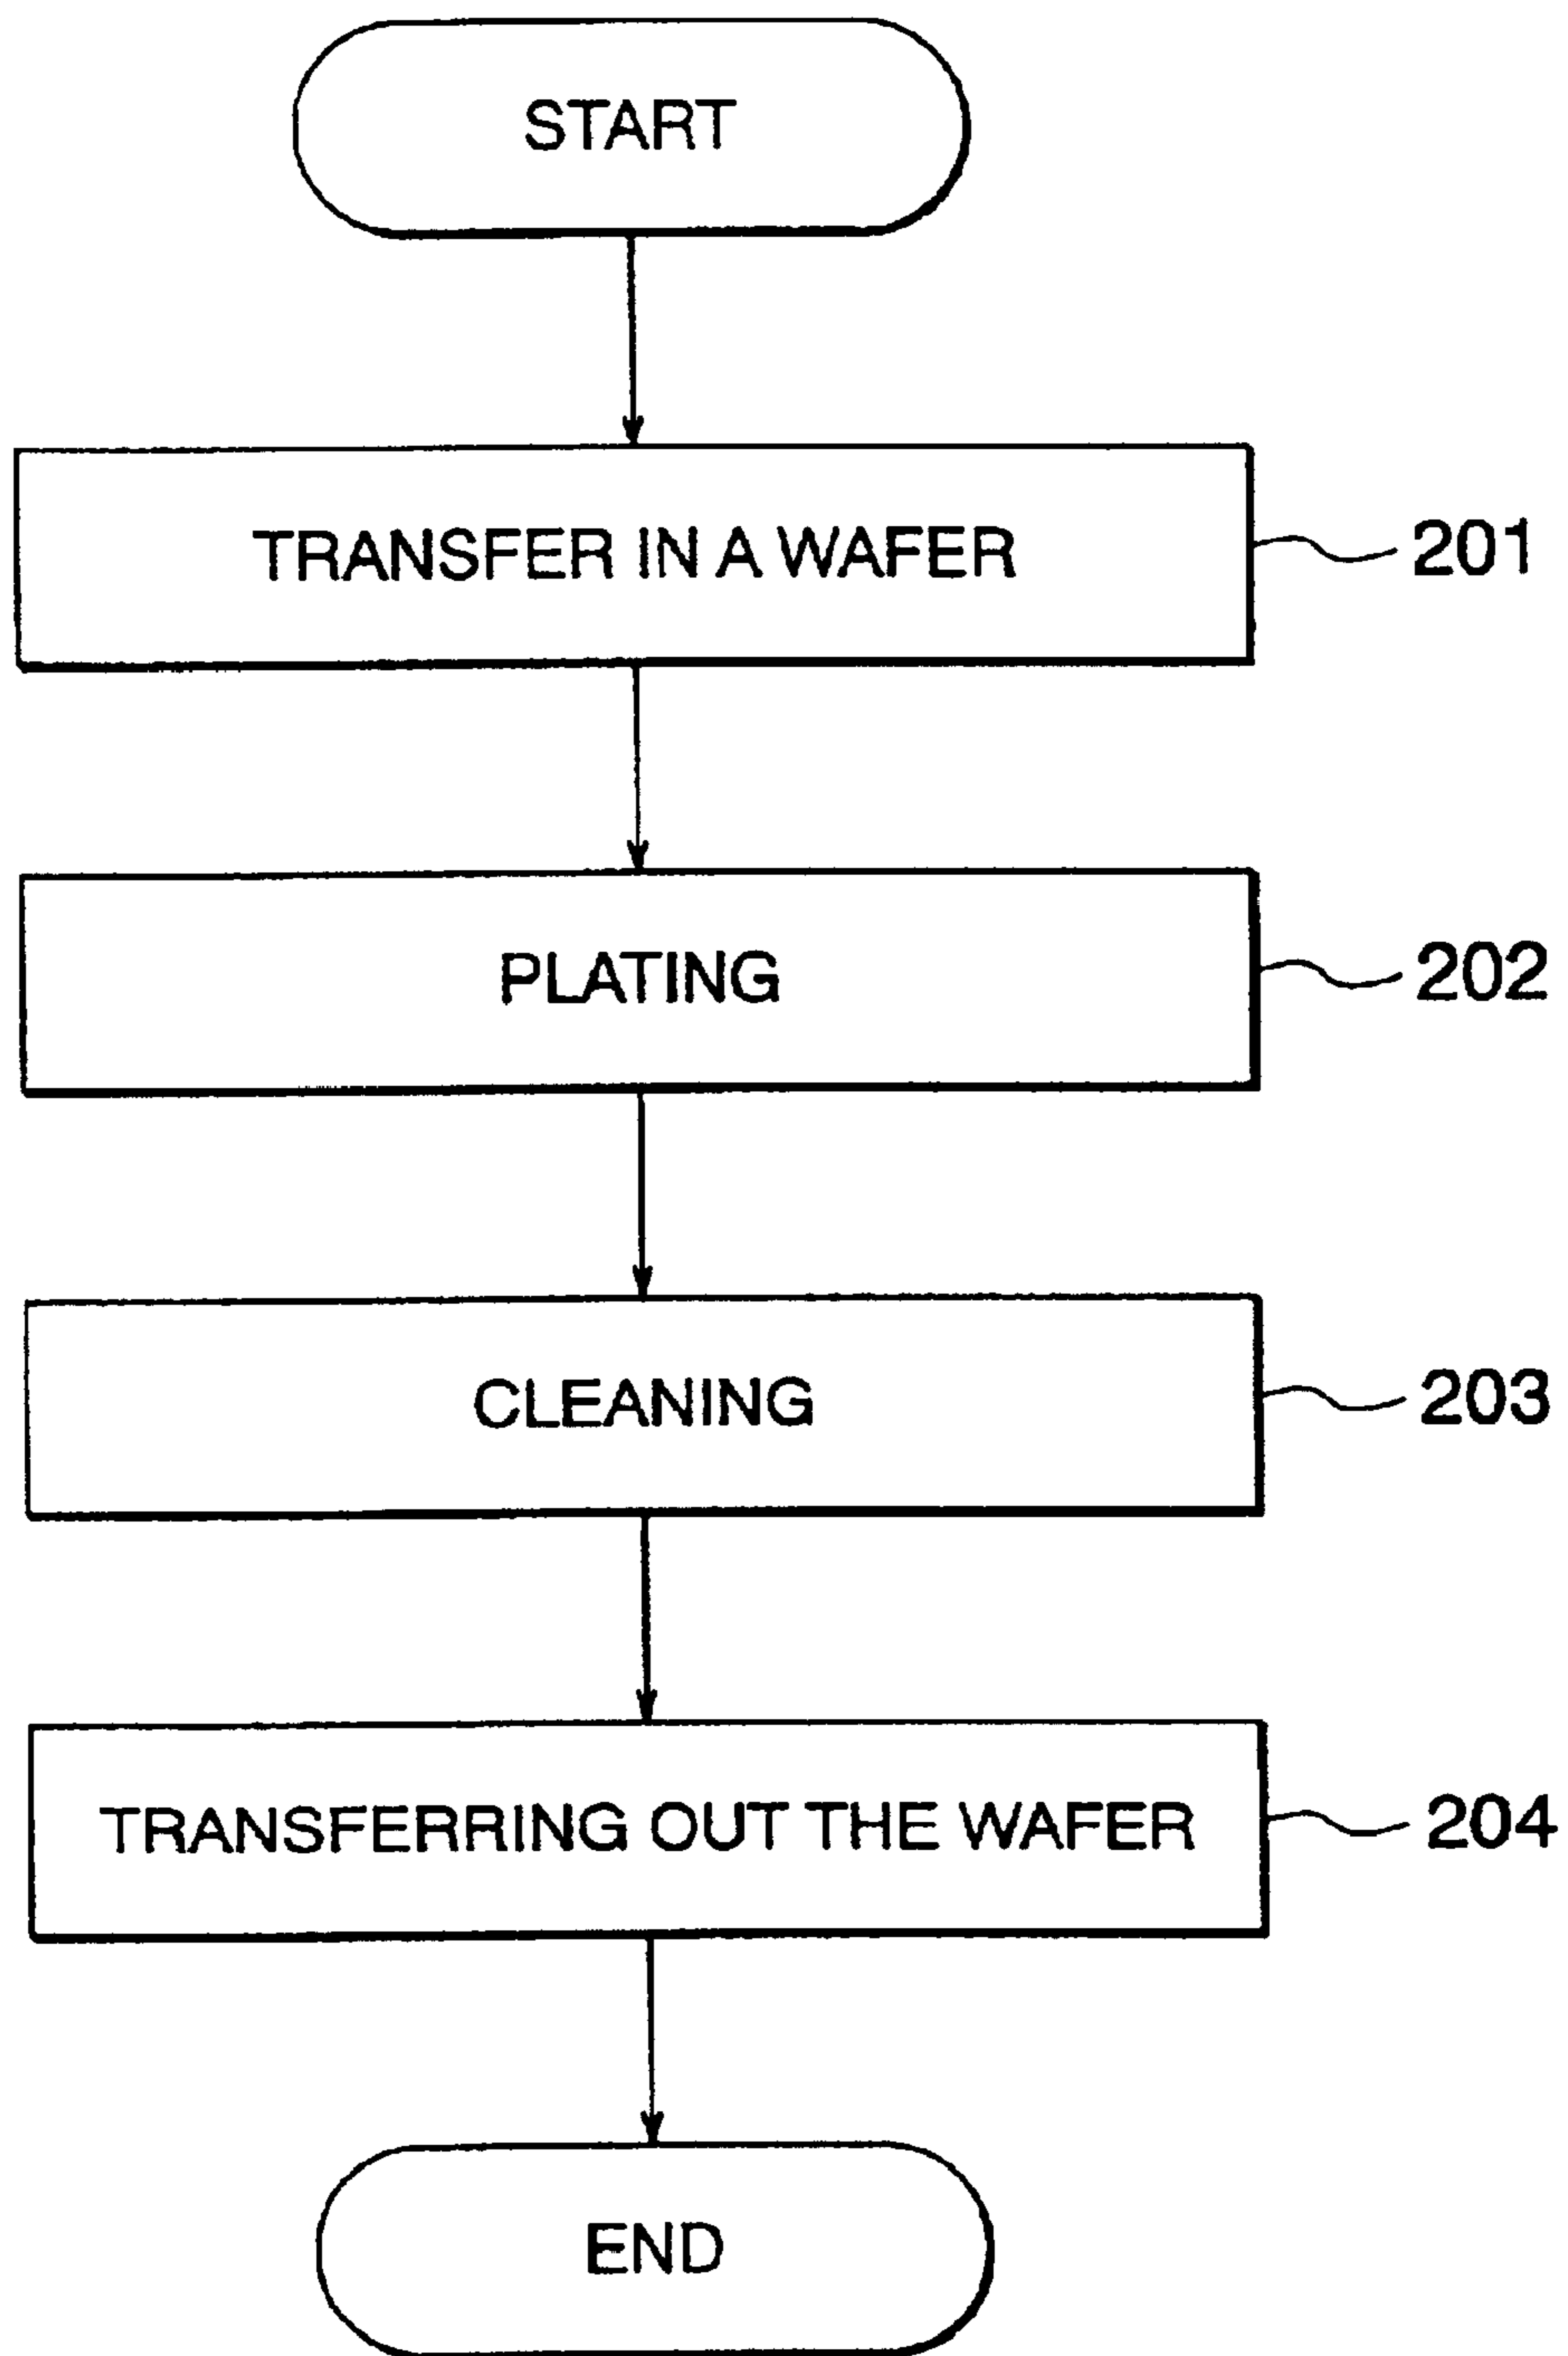 START
TRANSFER IN A WAFER 201
PLATING 202
CLEANING 203
TRANSFERRING OUT THE WAFER 204
END